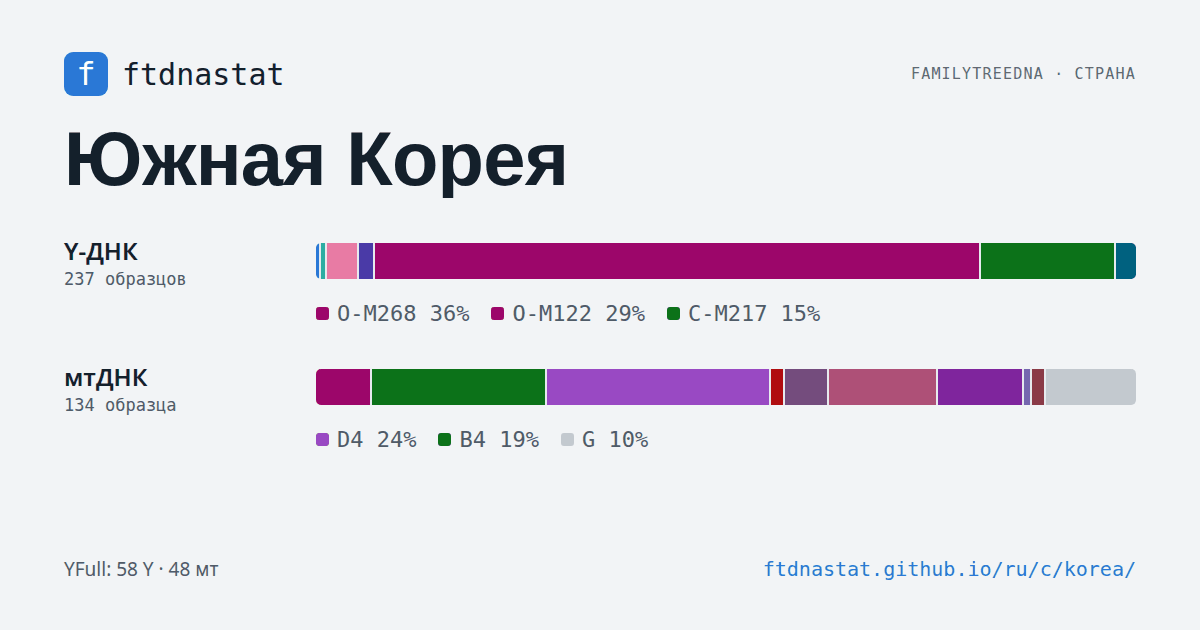 f ftdnastat
FAMILYTREEDNA · СТРАНА
Южная Корея
Y-ДНК
237 образцов
O-M268 36% O-M122 29% C-M217 15%
мтДНК
134 образца
D4 24% B4 19% G 10%
YFull: 58 Y · 48 мт
ftdnastat.github.io/ru/c/korea/